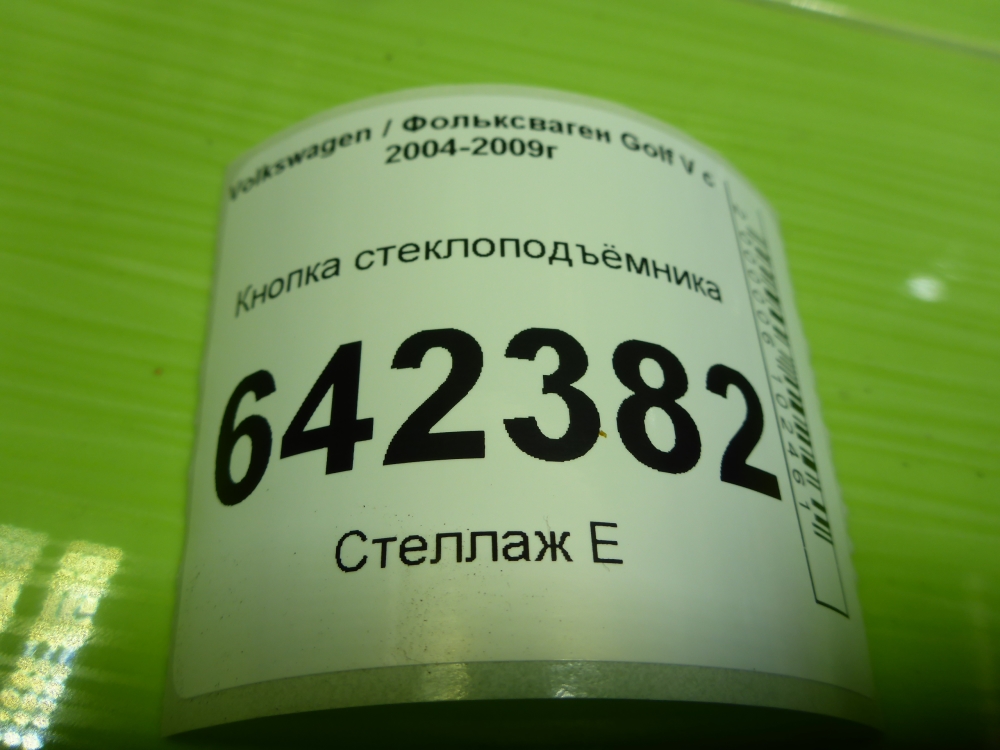 Volkswagen / Фольксваген Golf V с
2004-2009г
Кнопка стеклоподъёмника
642382
Стеллаж Е